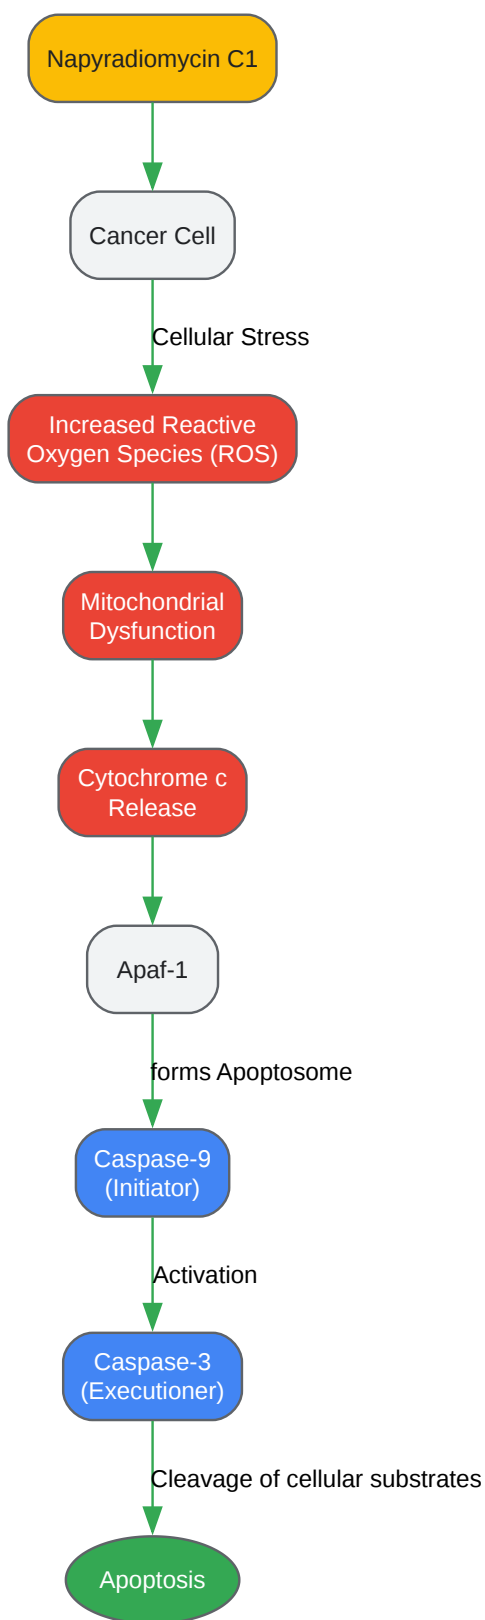 Napyradiomycin C1
Cancer Cell
Cellular Stress
Increased Reactive
Oxygen Species (ROS)
Mitochondrial
Dysfunction
Cytochrome c
Release
Apaf-1
forms Apoptosome
Caspase-9
(Initiator)
Activation
Caspase-3
(Executioner)
Cleavage of cellular substrates
Apoptosis